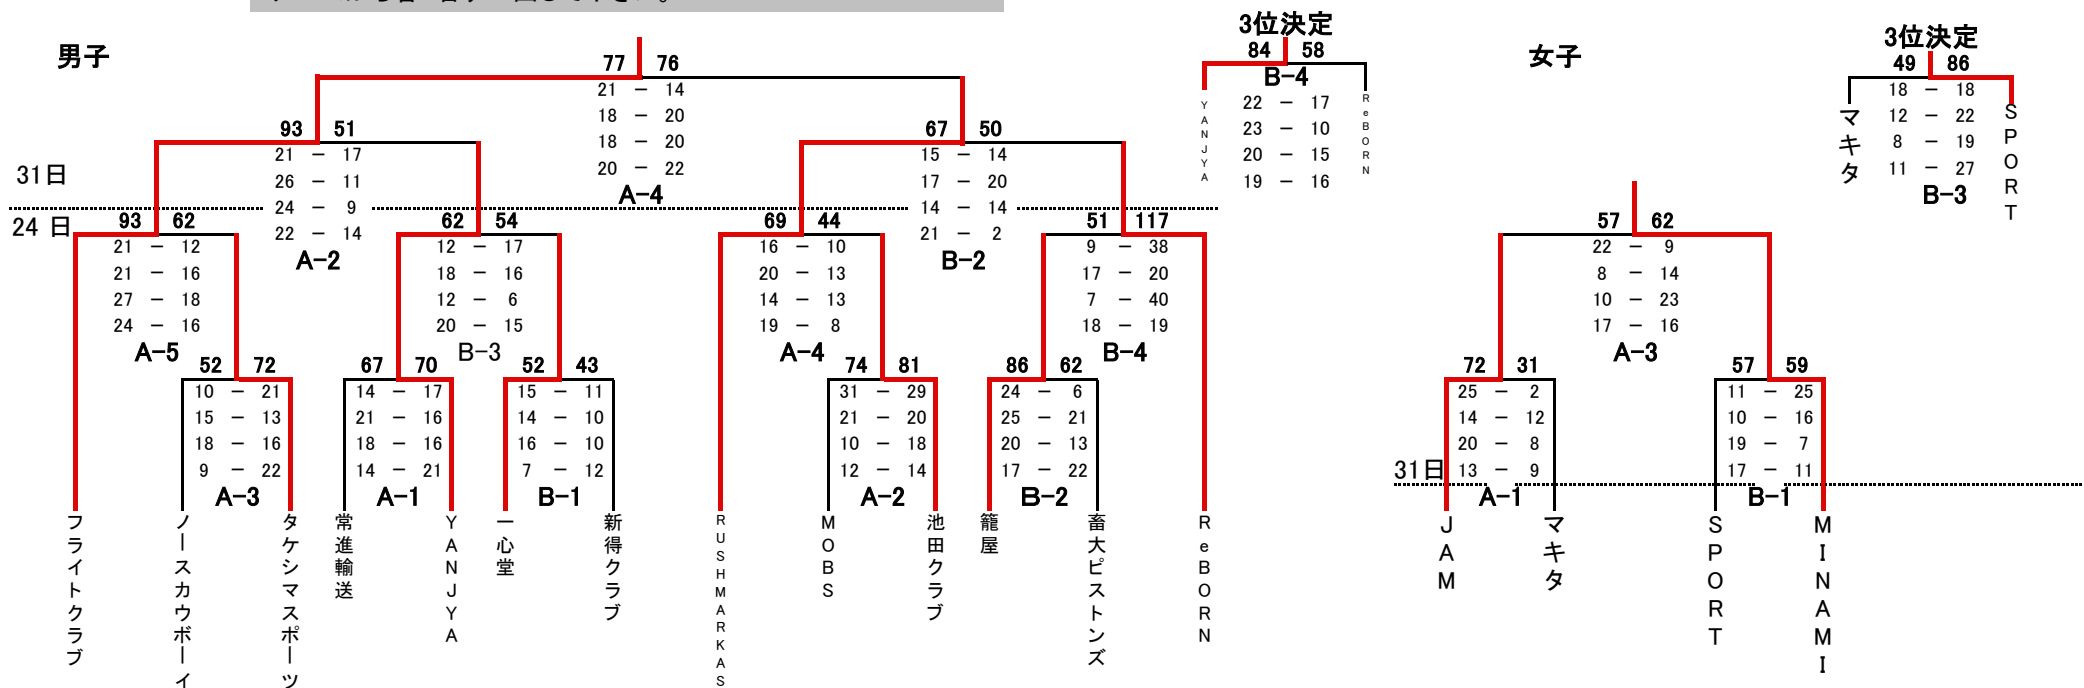 男子
77 76
21 － 14
18 － 20
18 － 20
20 － 22
A-4
93 51
21 － 17
26 － 11
24 － 9
22 － 14
A-2
67 50
15 － 14
17 － 20
14 － 14
21 － 2
B-2
31日
24 日
93 62
21 － 12
21 － 16
27 － 18
24 － 16
A-5
62 54
12 － 17
18 － 16
12 － 6
20 － 15
B-3
69 44
16 － 10
20 － 13
14 － 13
19 － 8
A-4
51 117
9 － 38
17 － 20
7 － 40
18 － 19
B-4
52 72
10 － 21
15 － 13
18 － 16
9 － 22
A-3
67 70
14 － 17
21 － 16
18 － 16
14 － 21
A-1
52 43
15 － 11
14 － 10
16 － 10
7 － 12
B-1
74 81
31 － 29
21 － 20
10 － 18
12 － 14
A-2
86 62
24 － 6
25 － 21
20 － 13
17 － 22
B-2
フライトクラブ
ノースカウボーイ
タケシマスポーツ
常進輸送
YANJYA
一心堂
新得クラブ
RUSHMARKAS
MOBS
池田クラブ
籠屋
畜大ピストンズ
ReBORN
3位決定
84 58
B-4
22 － 17
23 － 10
20 － 15
19 － 16
YANJYA
ReBORN
女子
3位決定
49 86
18 － 18
12 － 22
8 － 19
11 － 27
B-3
マキタ
SPORT
57 62
22 － 9
8 － 14
10 － 23
17 － 16
A-3
72 31
25 － 2
14 － 12
20 － 8
13 － 9
A-1
57 59
11 － 25
10 － 16
19 － 7
17 － 11
B-1
31日
JAM
マキタ
SPORT
MINAMI